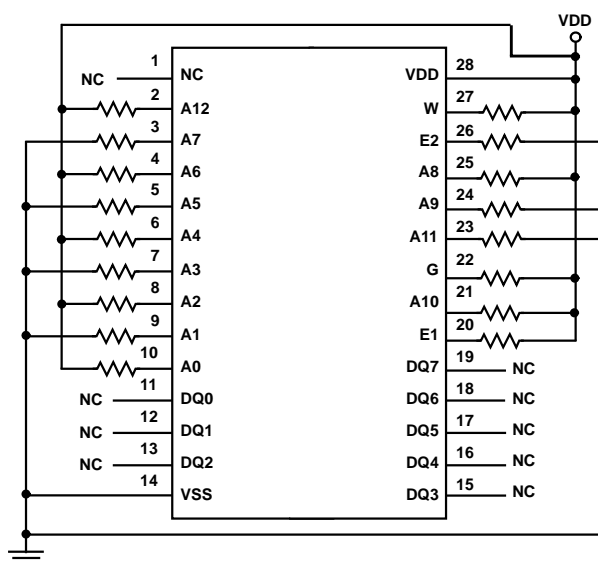 VDD
1 28
NC NC VDD
2 27
A12 W
3 26
A7 E2
4 25
A6 A8
5 24
A5 A9
6 23
A4 A11
7 22
A3 G
8 21
A2 A10
9 20
A1 E1
10 19
A0 DQ7 NC
11 18
NC DQ0 DQ6 NC
12 17
NC DQ1 DQ5 NC
13 16
NC DQ2 DQ4 NC
14 15
VSS DQ3 NC